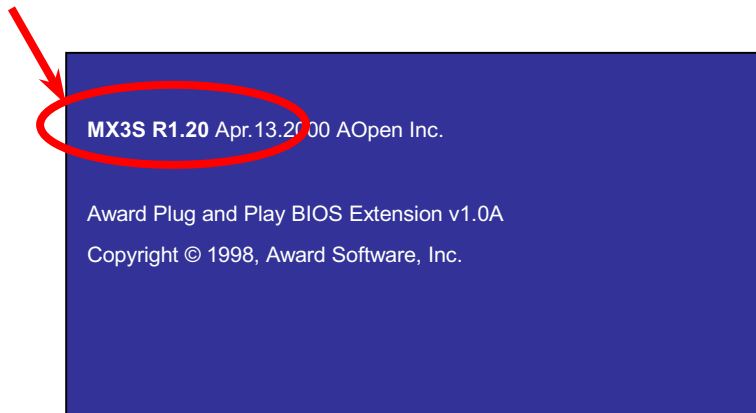 MX3S R1.20 Apr.13.2000 AOpen Inc.
Award Plug and Play BIOS Extension v1.0A
Copyright © 1998, Award Software, Inc.